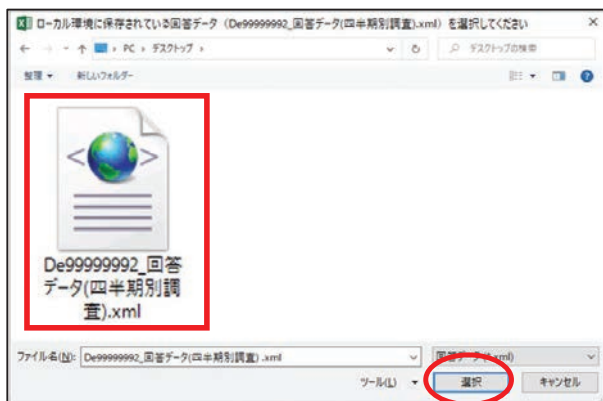 ローカル環境に保存されている回答データ（De99999992_回答データ(四半期別調査).xml）を選択してください
PC › デスクトップ ›
デスクトップの検索
整理 新しいフォルダー
De99999992_回答
データ(四半期別調
査).xml
ファイル名(N): De99999992_回答データ(四半期別調査) .xml
回答データ(*.xml)
ツール(L) 選択 キャンセル